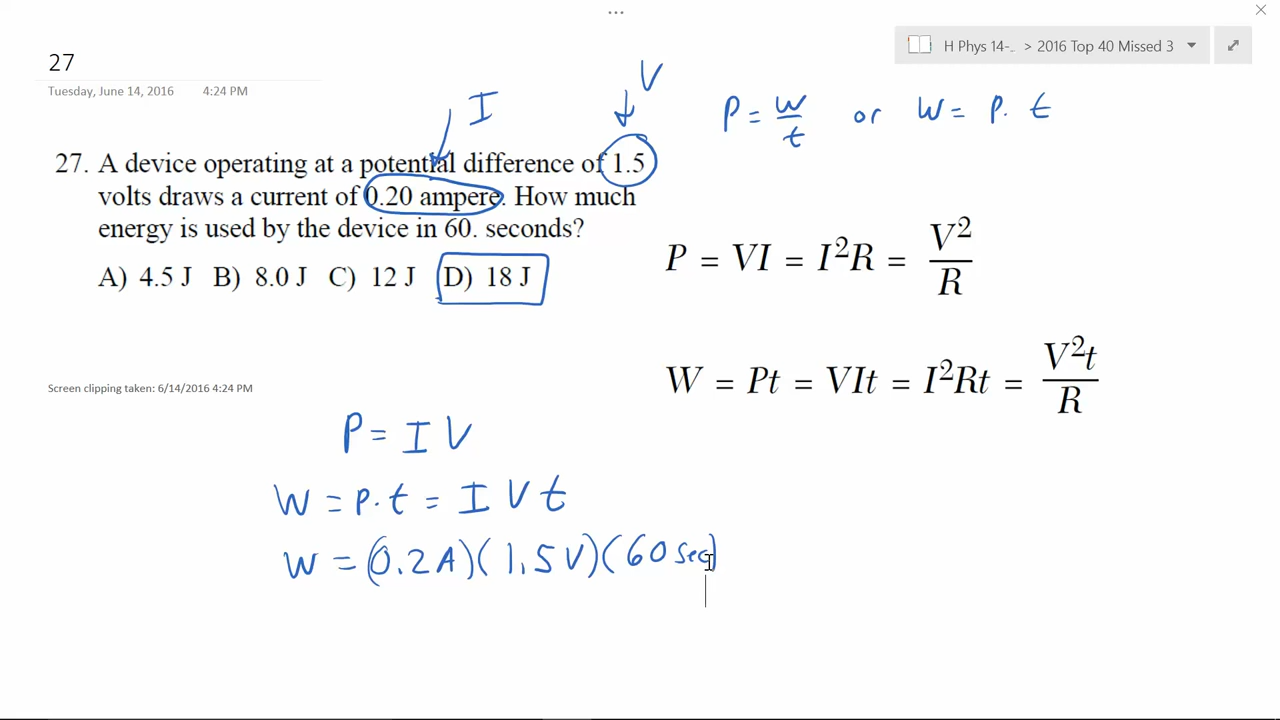 ...
H Phys 14-.. > 2016 Top 40 Missed 3
27
Tuesday, June 14, 2016 4:24 PM
I
V
P = W/t or W = P. t
27. A device operating at a potential difference of 1.5
volts draws a current of 0.20 ampere. How much
energy is used by the device in 60. seconds?
A) 4.5 J B) 8.0 J C) 12 J D) 18 J
P = VI = I²R = V²/R
W = Pt = VIt = I²Rt = V²t/R
Screen clipping taken: 6/14/2016 4:24 PM
P = I V
W = P. t = I V t
W = (0.2 A)(1.5 V)(60 sec)